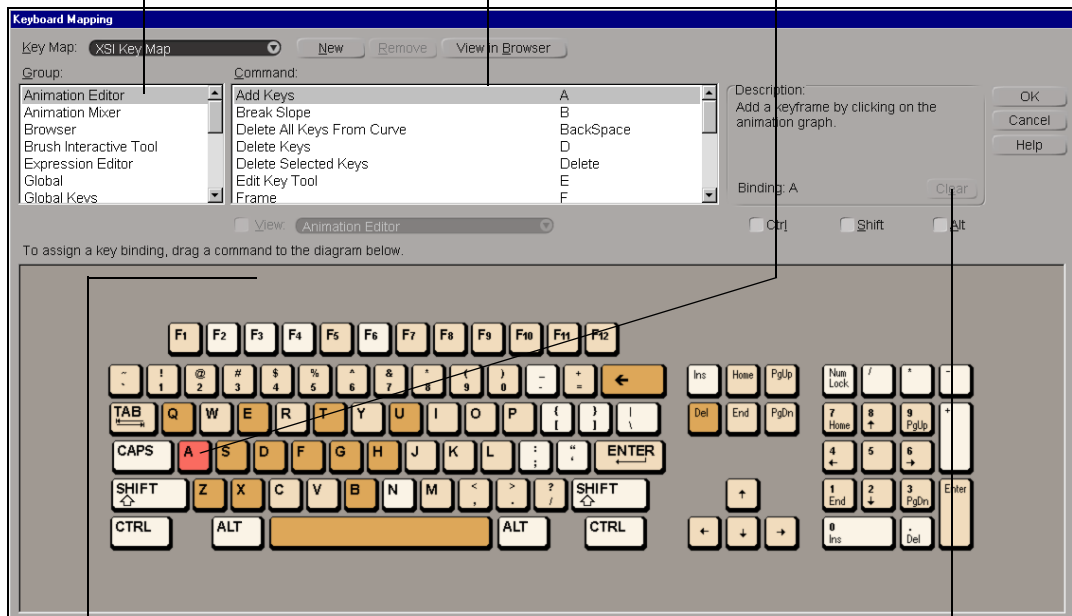 Keyboard Mapping
Key Map: XSI Key Map New Remove View in Browser
Group: Command: Description:
Animation Editor Add Keys A Add a keyframe by clicking on the OK
Animation Mixer Break Slope B animation graph. Cancel
Browser Delete All Keys From Curve BackSpace Help
Brush Interactive Tool Delete Keys D
Expression Editor Delete Selected Keys Delete
Global Edit Key Tool E Binding: A Clear
Global Keys Frame F
View: Animation Editor Ctrl Shift Alt
To assign a key binding, drag a command to the diagram below.
F1 F2 F3 F4 F5 F6 F7 F8 F9 F10 F11 F12
~ ! @ # $ % ^ & * ( ) _ + Ins Home PgUp Num Lock / * -
` 1 2 3 4 5 6 7 8 9 0 - = ←
TAB Q W E R T Y U I O P { } | Del End PgDn 7 8 9 +
[ ] \ Home ↑ PgUp
CAPS A S D F G H J K L : “ ENTER 4 5 6
; ‘ ← →
SHIFT Z X C V B N M < > ? SHIFT ↑ 1 2 3 Enter
, . / End ↓ PgDn
CTRL ALT ALT CTRL ← ↓ → 0 .
Ins Del